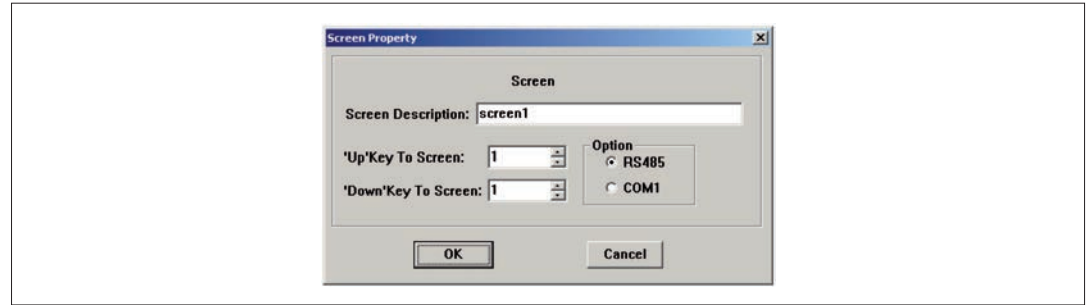 Screen Property
Screen
Screen Description: screen1
'Up'Key To Screen: 1
Option
RS485
'Down'Key To Screen: 1
COM1
OK
Cancel